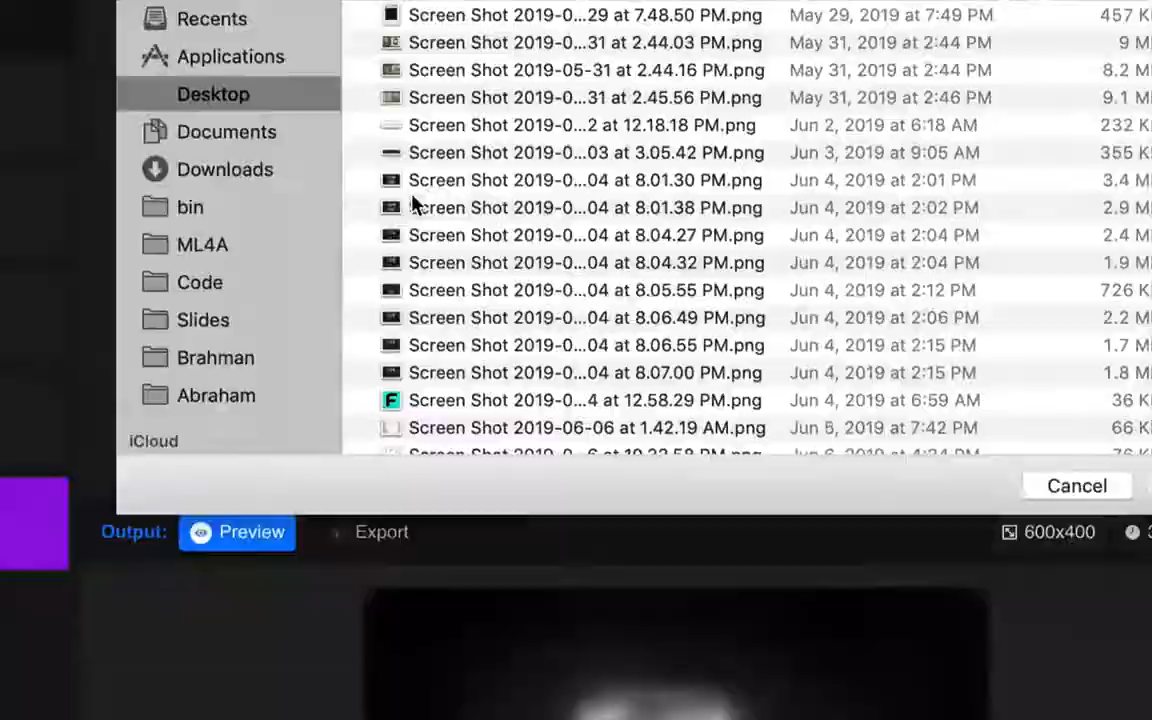 Recents
Applications
Desktop
Documents
Downloads
bin
ML4A
Code
Slides
Brahman
Abraham
iCloud
Screen Shot 2019-0...29 at 7.48.50 PM.png May 29, 2019 at 7:49 PM 457 K
Screen Shot 2019-0...31 at 2.44.03 PM.png May 31, 2019 at 2:44 PM 9 M
Screen Shot 2019-05-31 at 2.44.16 PM.png May 31, 2019 at 2:44 PM 8.2 M
Screen Shot 2019-0...31 at 2.45.56 PM.png May 31, 2019 at 2:46 PM 9.1 M
Screen Shot 2019-0...2 at 12.18.18 PM.png Jun 2, 2019 at 6:18 AM 232 K
Screen Shot 2019-0...03 at 3.05.42 PM.png Jun 3, 2019 at 9:05 AM 355 K
Screen Shot 2019-0...04 at 8.01.30 PM.png Jun 4, 2019 at 2:01 PM 3.4 M
Screen Shot 2019-0...04 at 8.01.38 PM.png Jun 4, 2019 at 2:02 PM 2.9 M
Screen Shot 2019-0...04 at 8.04.27 PM.png Jun 4, 2019 at 2:04 PM 2.4 M
Screen Shot 2019-0...04 at 8.04.32 PM.png Jun 4, 2019 at 2:04 PM 1.9 M
Screen Shot 2019-0...04 at 8.05.55 PM.png Jun 4, 2019 at 2:12 PM 726 K
Screen Shot 2019-0...04 at 8.06.49 PM.png Jun 4, 2019 at 2:06 PM 2.2 M
Screen Shot 2019-0...04 at 8.06.55 PM.png Jun 4, 2019 at 2:15 PM 1.7 M
Screen Shot 2019-0...04 at 8.07.00 PM.png Jun 4, 2019 at 2:15 PM 1.8 M
Screen Shot 2019-0...4 at 12.58.29 PM.png Jun 4, 2019 at 6:59 AM 36 K
Screen Shot 2019-06-06 at 1.42.19 AM.png Jun 5, 2019 at 7:42 PM 66 K
Cancel
Output: Preview Export 600x400